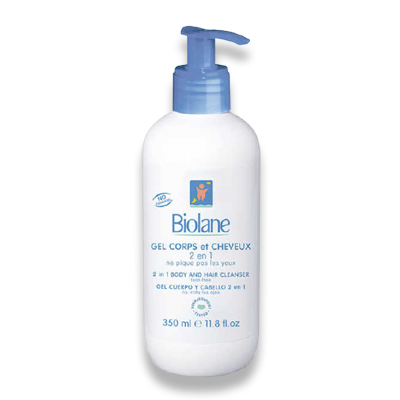 NO
Biolane
GEL CORPS et CHEVEUX
2 en 1
ne pique pas les yeux
2 in 1 BODY AND HAIR CLEANSER
GEL CUERPO Y CABELLO 2 en 1
350 ml e 11.8 fl.oz